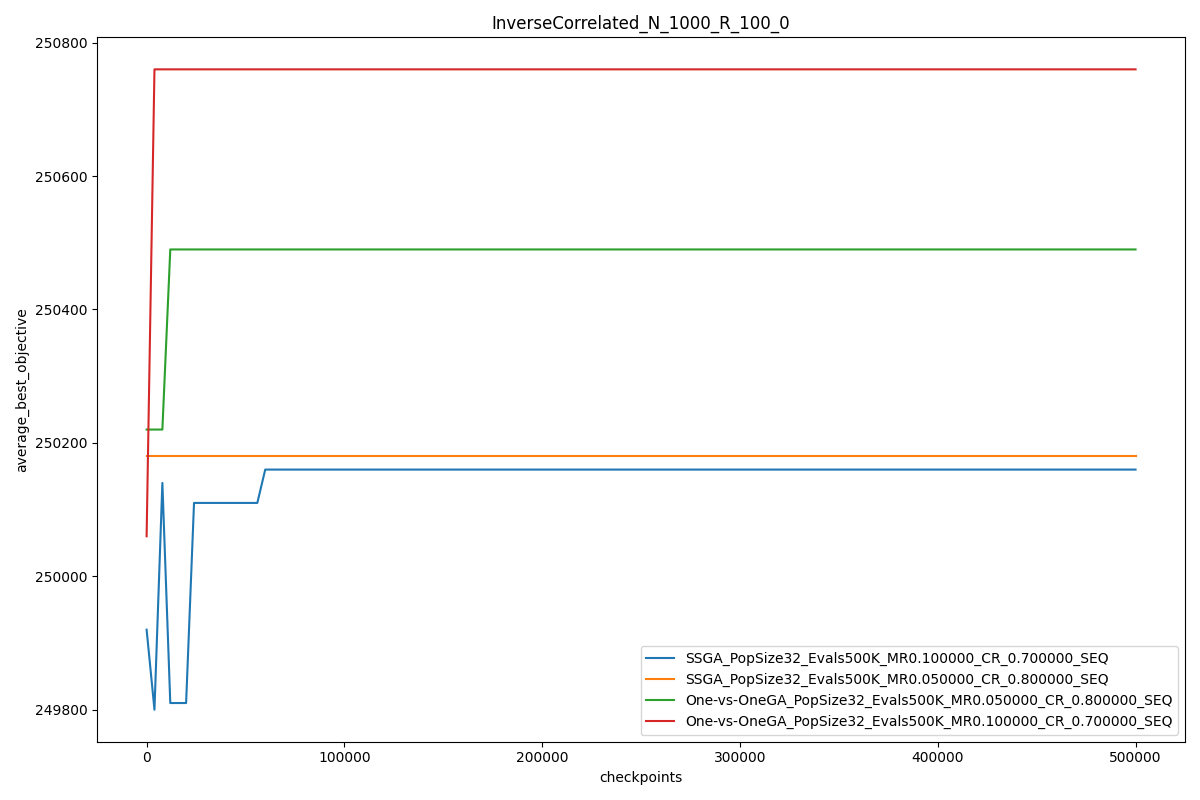 InverseCorrelated_N_1000_R_100_0
average_best_objective
250800
250600
250400
250200
250000
249800
0
100000
200000
300000
400000
500000
checkpoints
SSGA_PopSize32_Evals500K_MR0.100000_CR_0.700000_SEQ
SSGA_PopSize32_Evals500K_MR0.050000_CR_0.800000_SEQ
One-vs-OneGA_PopSize32_Evals500K_MR0.050000_CR_0.800000_SEQ
One-vs-OneGA_PopSize32_Evals500K_MR0.100000_CR_0.700000_SEQ